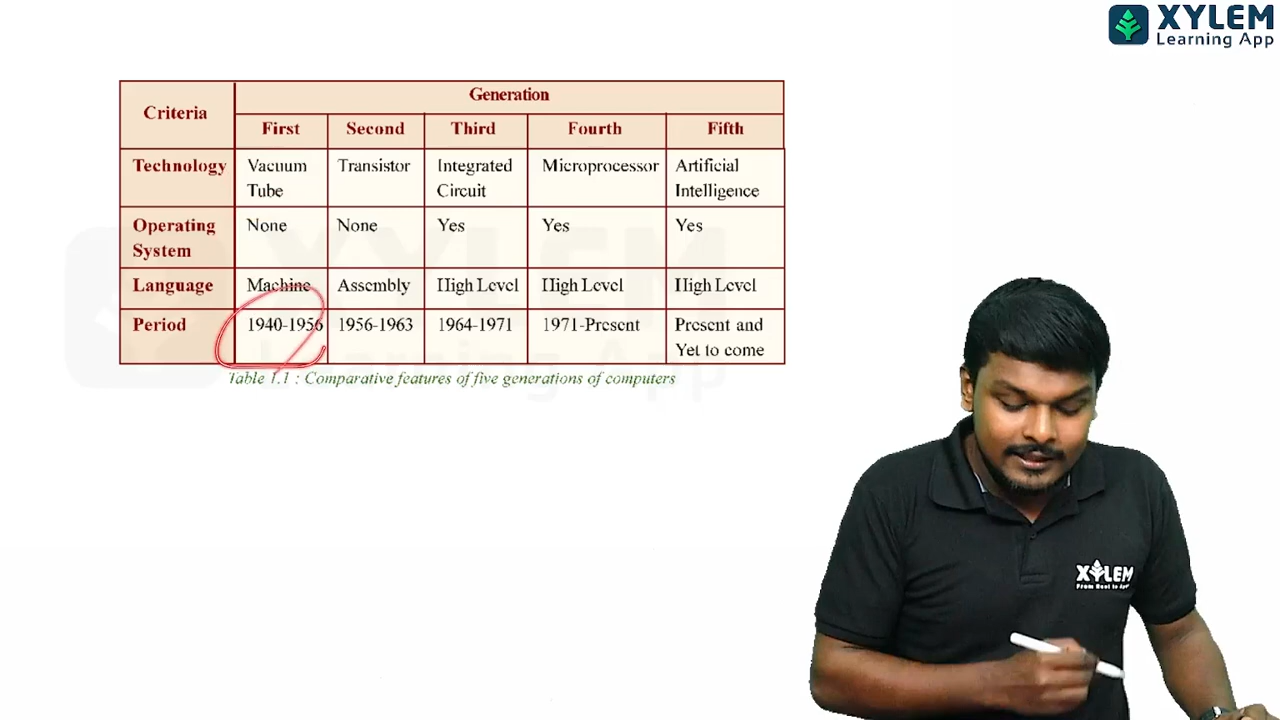 XYLEM
Learning App
Criteria
Generation
First Second Third Fourth Fifth
Technology Vacuum Tube Transistor Integrated Circuit Microprocessor Artificial Intelligence
Operating System None None Yes Yes Yes
Language Machine Assembly High Level High Level High Level
Period 1940-1956 1956-1963 1964-1971 1971-Present Present and Yet to come
Table 1.1 : Comparative features of five generations of computers
XYLEM